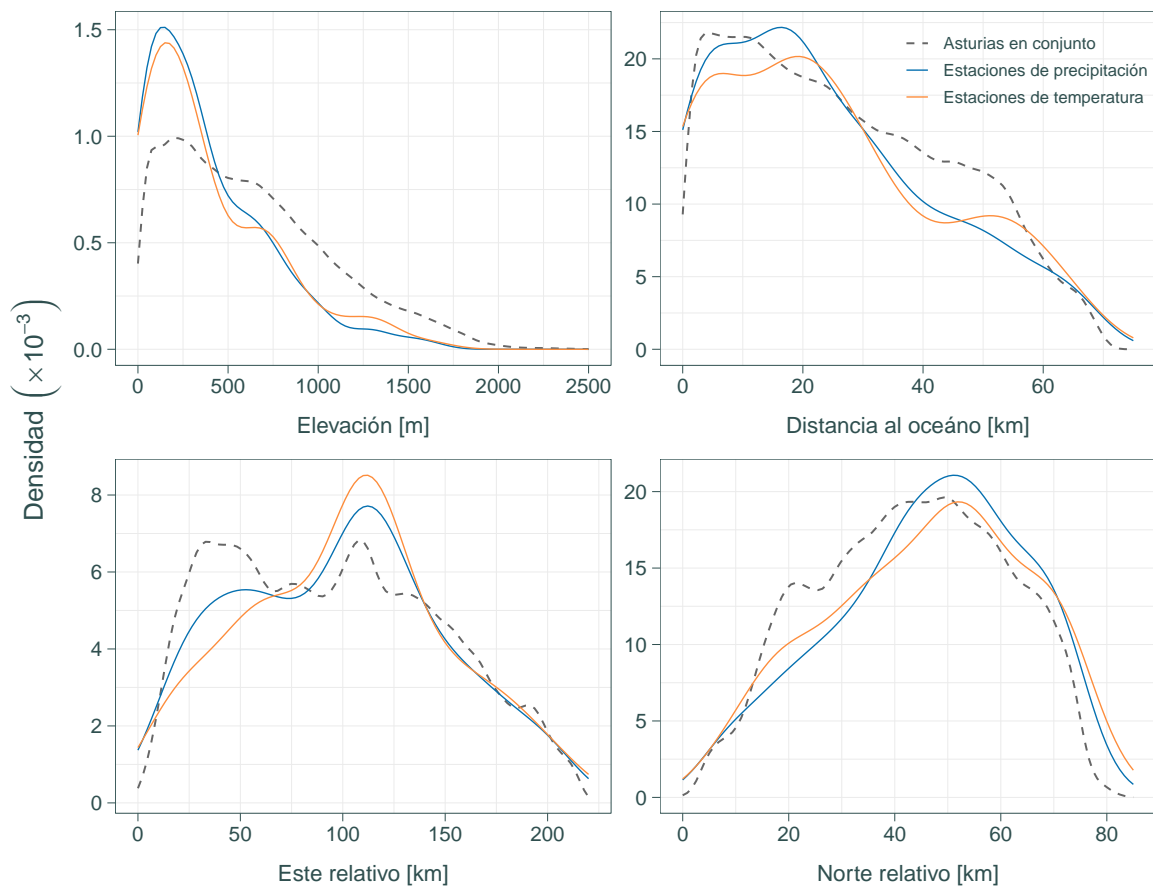 Densidad (×10⁻³)
1.5
1.0
0.5
0.0
0 500 1000 1500 2000 2500
Elevación [m]
20
15
10
5
0
Asturias en conjunto
Estaciones de precipitación
Estaciones de temperatura
0 20 40 60
Distancia al oceáno [km]
8
6
4
2
0
0 50 100 150 200
Este relativo [km]
20
15
10
5
0
0 20 40 60 80
Norte relativo [km]